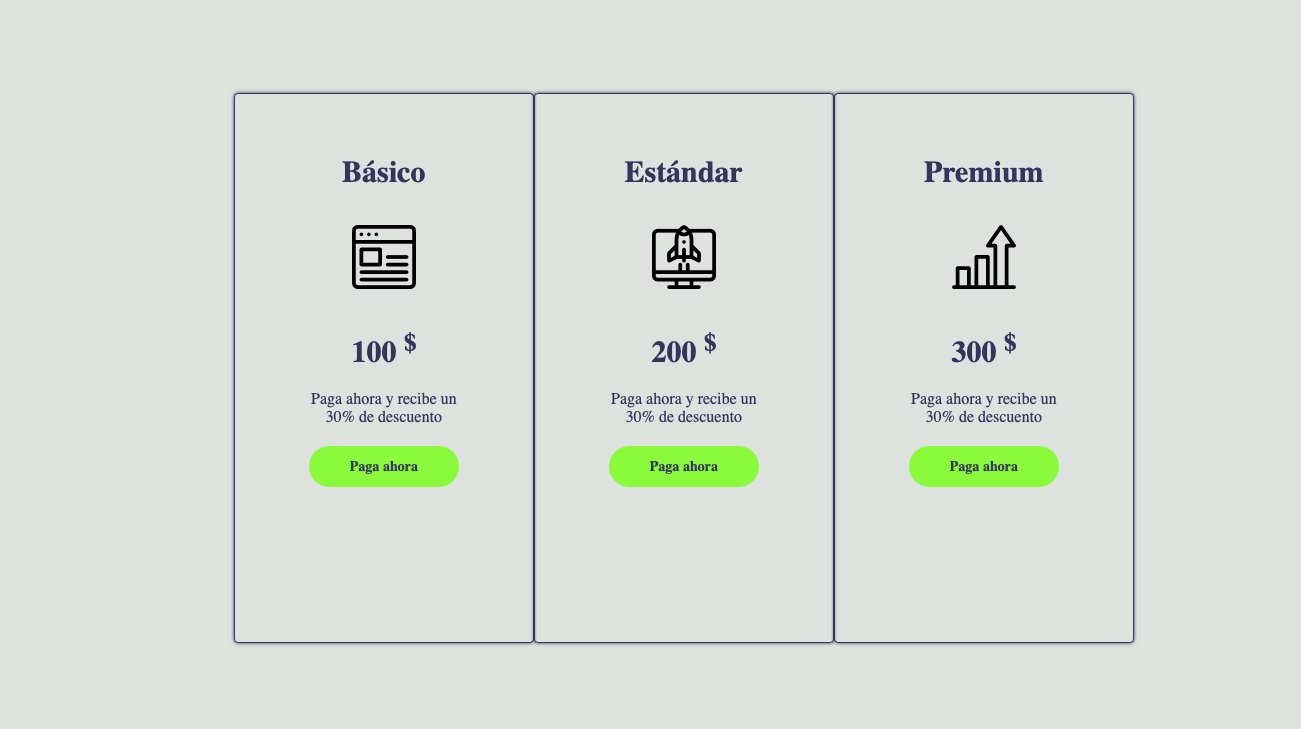 Básico
100 $
Paga ahora y recibe un
30% de descuento
Paga ahora
Estándar
200 $
Paga ahora y recibe un
30% de descuento
Paga ahora
Premium
300 $
Paga ahora y recibe un
30% de descuento
Paga ahora